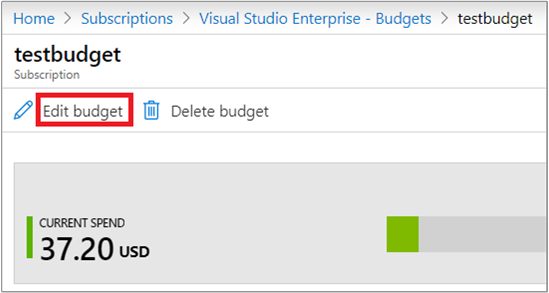 Home > Subscriptions > Visual Studio Enterprise - Budgets > testbudget
testbudget
Subscription
Edit budget Delete budget
CURRENT SPEND
37.20 USD